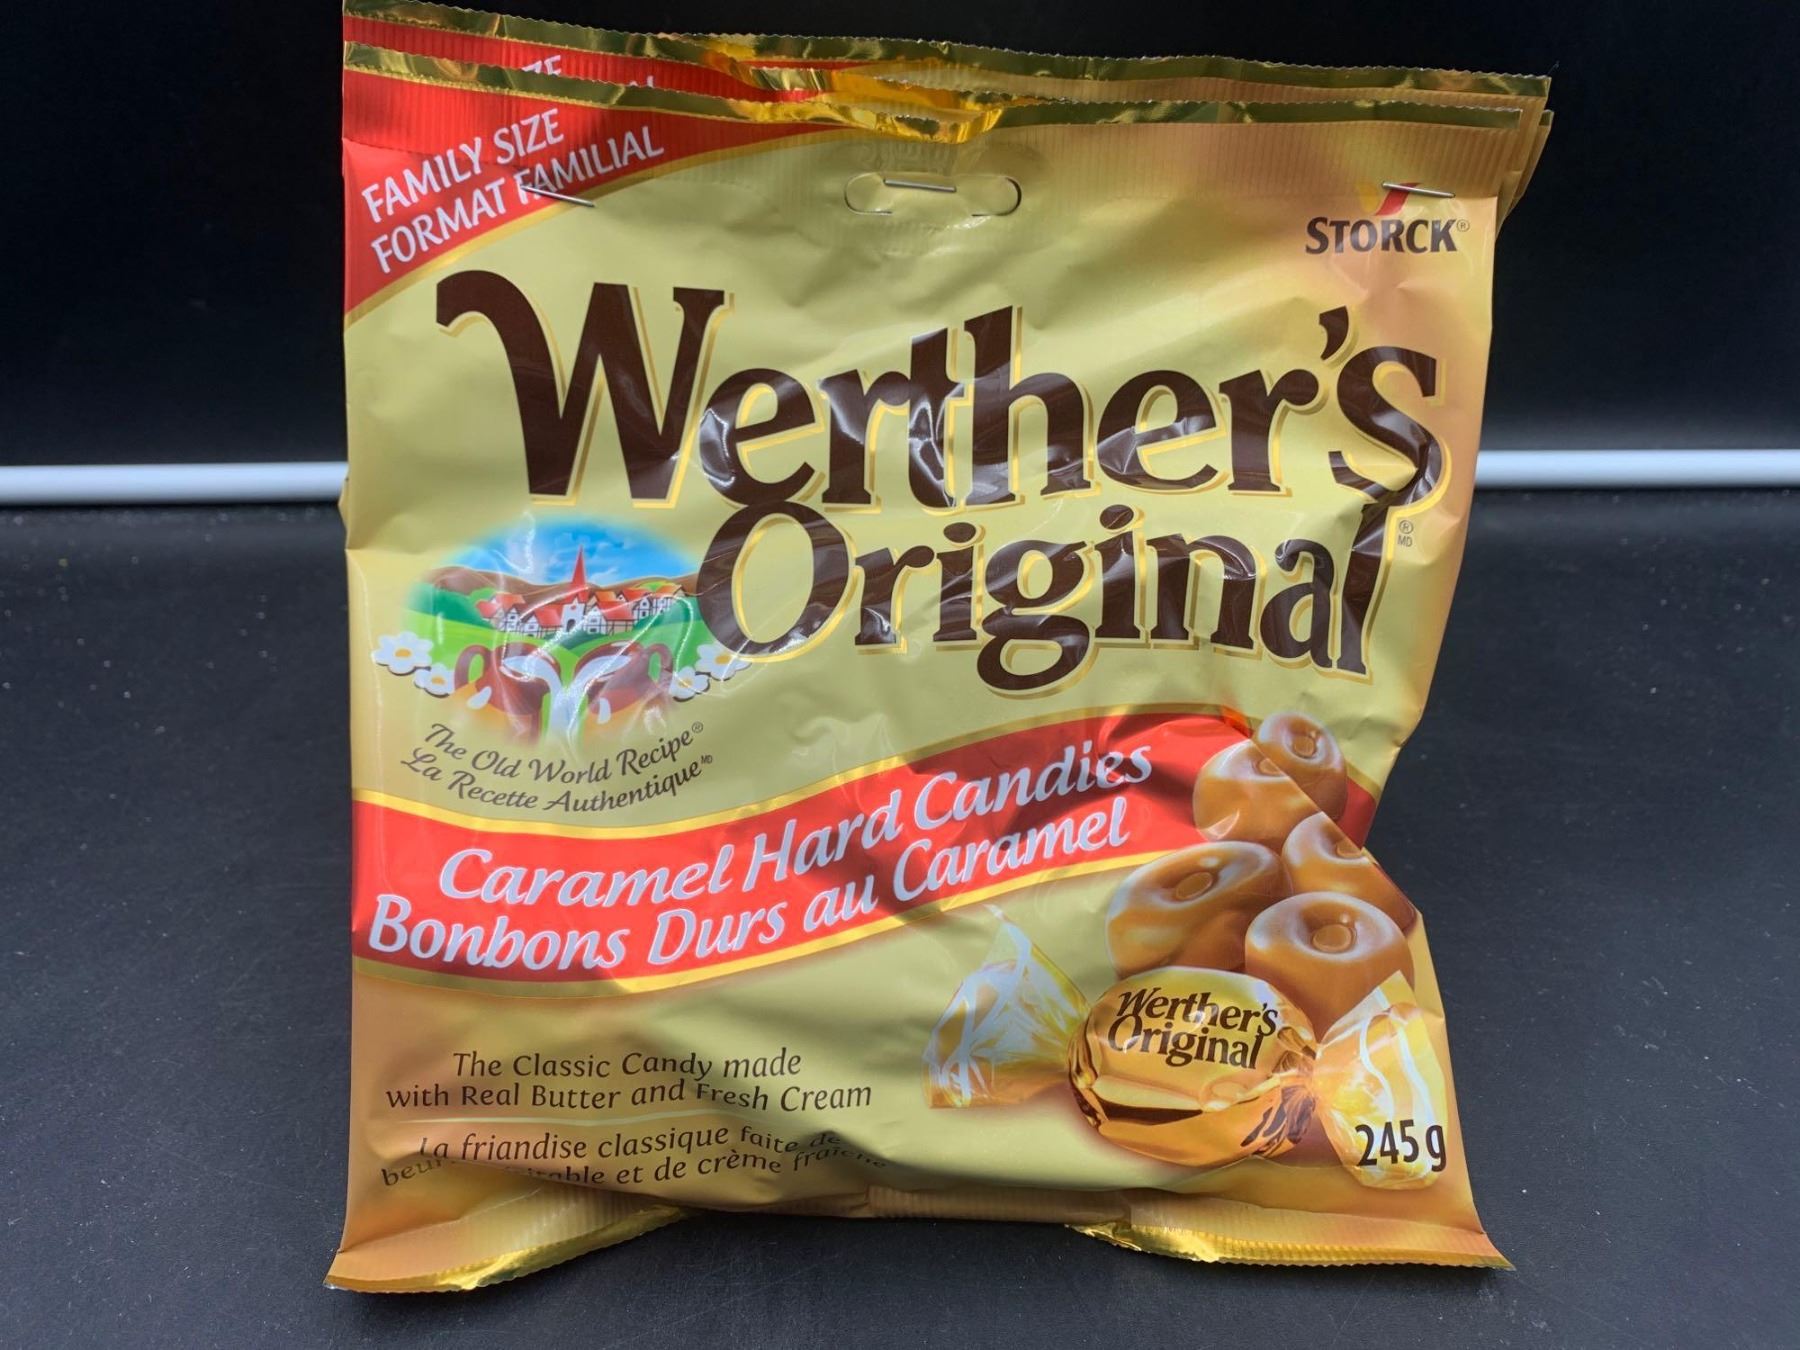 FAMILY SIZE
FORMAT FAMILIAL
STORCK®
Werther's
Original
®
MD
The Old World Recipe®
La Recette Authentique MD
Caramel Hard Candies
Bonbons Durs au Caramel
Werther's
Original
The Classic Candy made
with Real Butter and Fresh Cream
La friandise classique faite de
et de crème fraîche
245 g